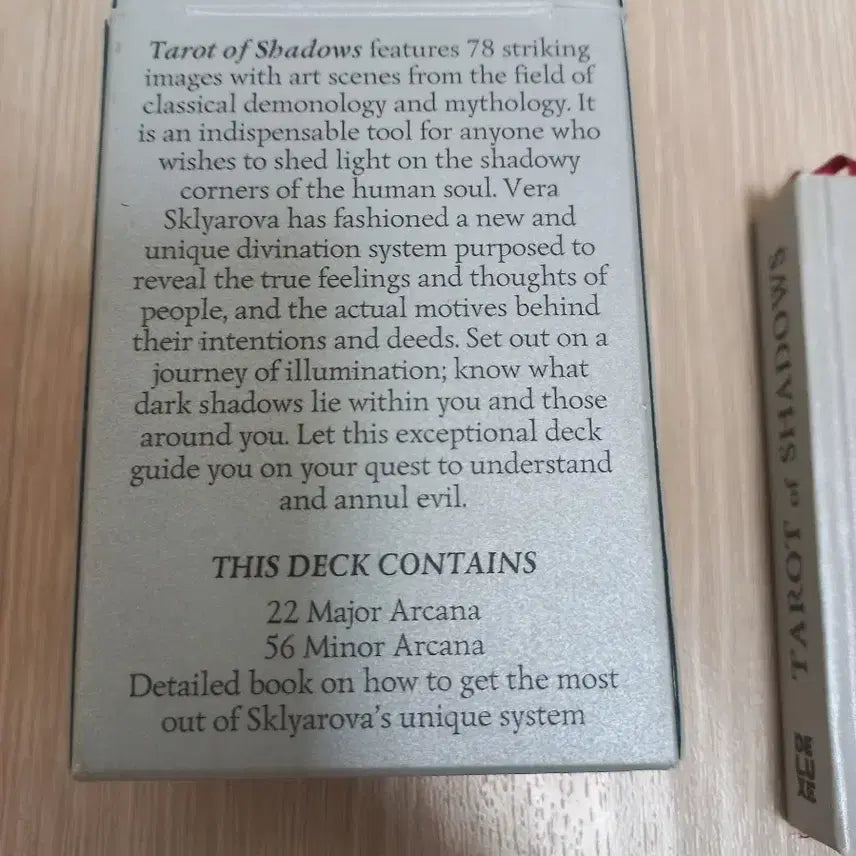 Tarot of Shadows features 78 striking
images with art scenes from the field of
classical demonology and mythology. It
is an indispensable tool for anyone who
wishes to shed light on the shadowy
corners of the human soul. Vera
Sklyarova has fashioned a new and
unique divination system purposed to
reveal the true feelings and thoughts of
people, and the actual motives behind
their intentions and deeds. Set out on a
journey of illumination; know what
dark shadows lie within you and those
around you. Let this exceptional deck
guide you on your quest to understand
and annul evil.
THIS DECK CONTAINS
22 Major Arcana
56 Minor Arcana
Detailed book on how to get the most
out of Sklyarova's unique system
TAROT of SHADOWS